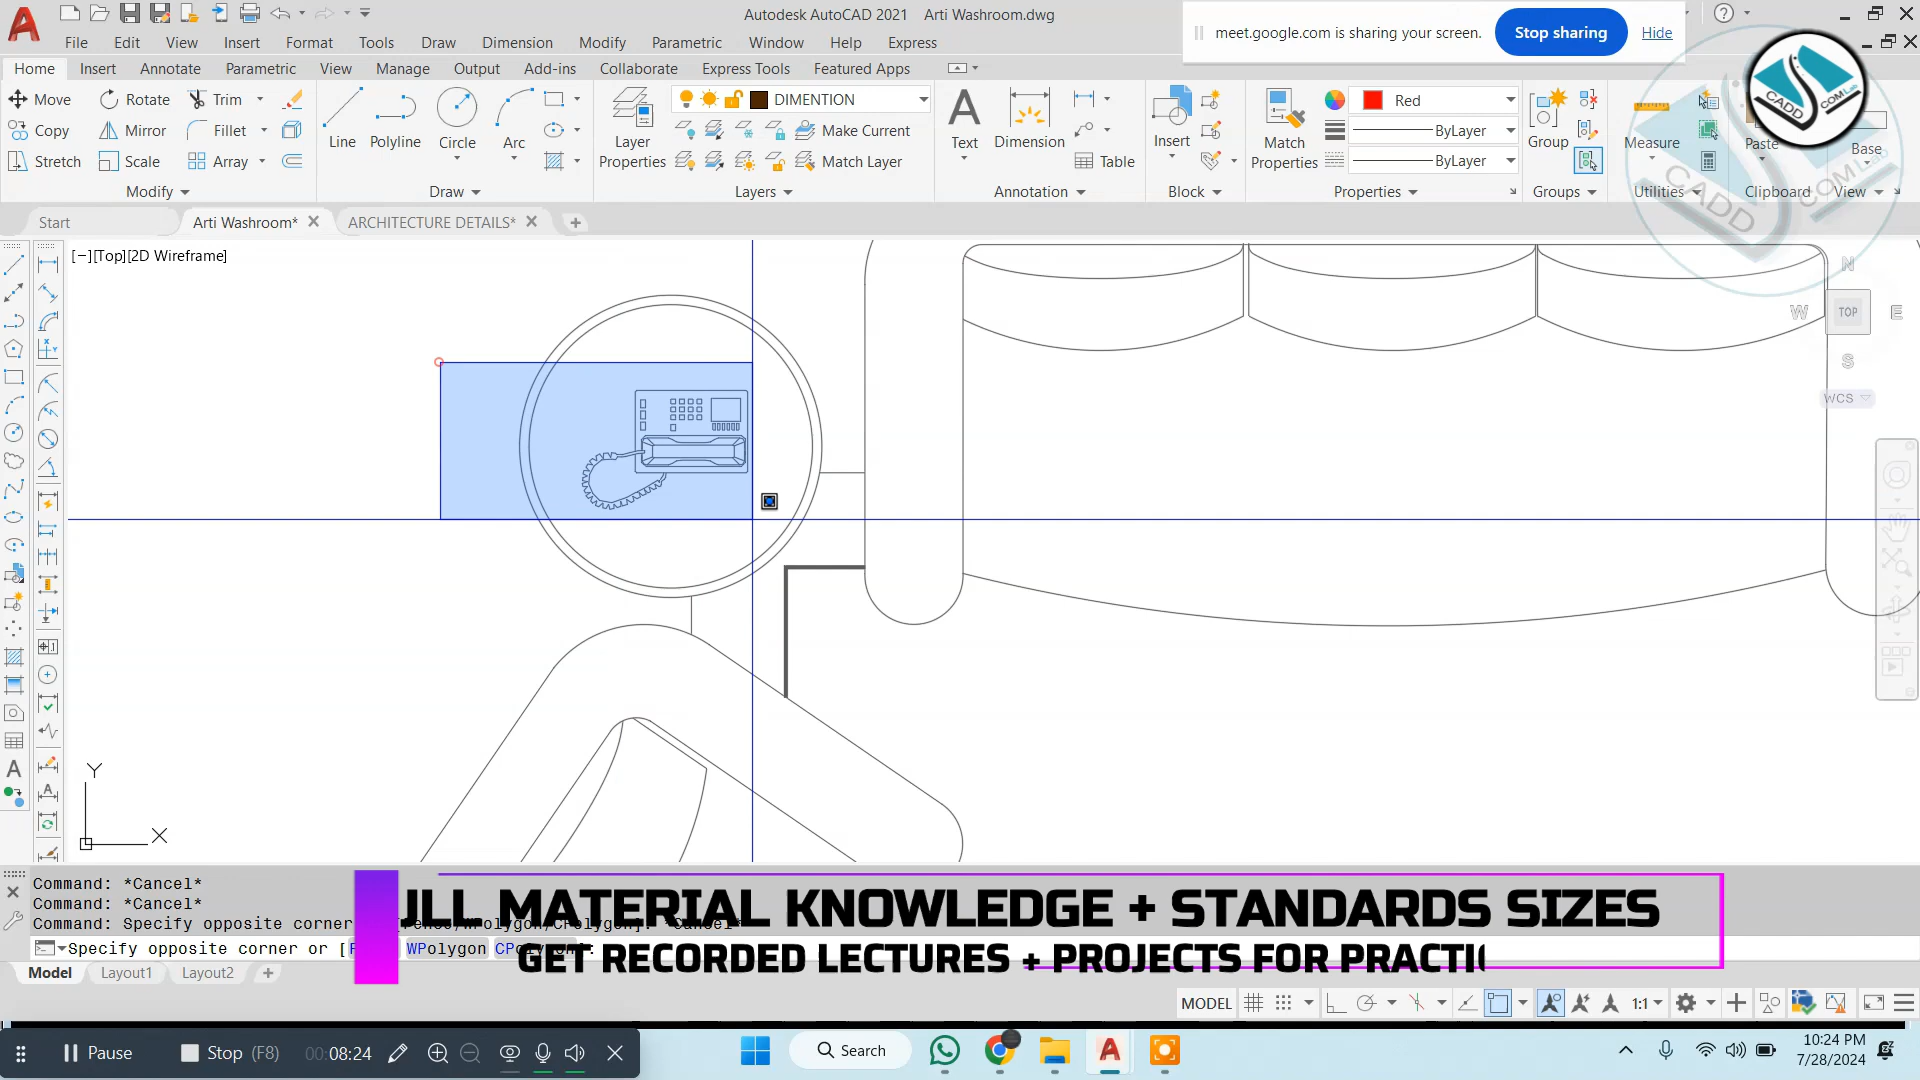 Autodesk AutoCAD 2021 Arti Washroom.dwg
meet.google.com is sharing your screen. Stop sharing Hide
File Edit View Insert Format Tools Draw Dimension Modify Parametric Window Help Express
Home Insert Annotate Parametric View Manage Output Add-ins Collaborate Express Tools Featured Apps
Move Rotate Trim
Copy Mirror Fillet
Stretch Scale Array
Line Polyline Circle Arc
Layer Properties
DIMENTION
Make Current
Match Layer
Text Dimension Table
Insert
Match Properties
Red
ByLayer
ByLayer
Group Measure Paste Base
Modify Draw Layers Annotation Block Properties Groups Utilities Clipboard View
CADD COM Lab
CADD COM Lab
Start Arti Washroom* ARCHITECTURE DETAILS*
[−][Top][2D Wireframe]
N
W TOP E
S
WCS
Y
X
Command: *Cancel*
Command: *Cancel*
Command: Specify opposite corner
Specify opposite corner or [ WPolygon
ULL MATERIAL KNOWLEDGE + STANDARDS SIZES
GET RECORDED LECTURES + PROJECTS FOR PRACTI
Model Layout1 Layout2
MODEL 1:1
Pause Stop (F8) 00:08:24
Search
10:24 PM
7/28/2024